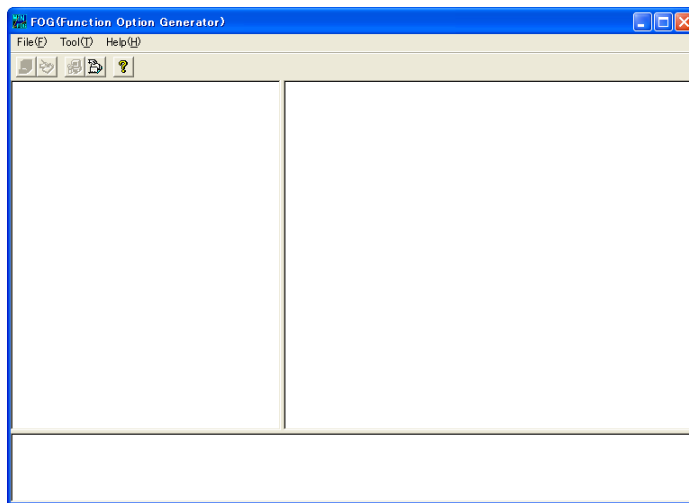 FOG(Function Option Generator)
File(F) Tool(T) Help(H)
?